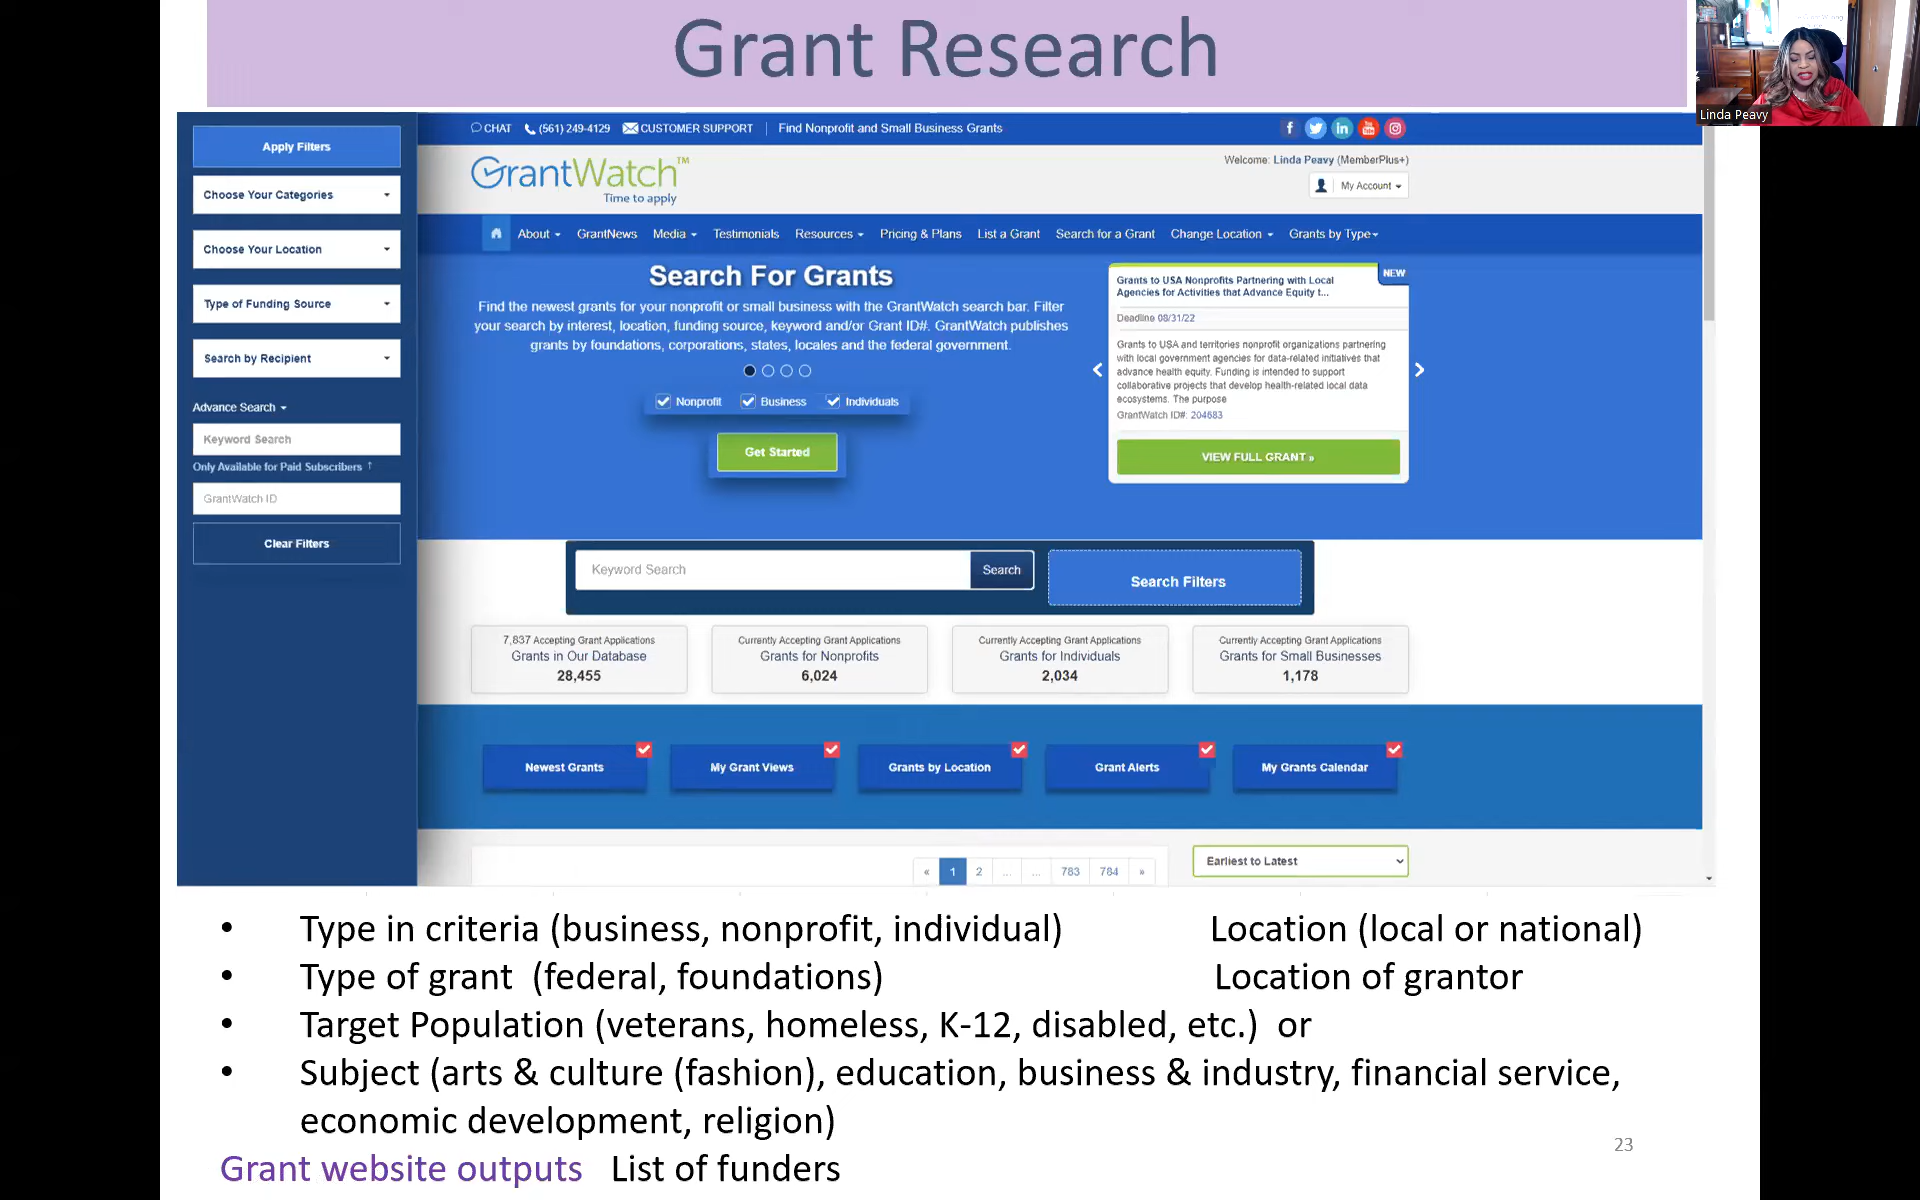 Grant Research
Linda Peavy
Apply Filters
Choose Your Categories
Choose Your Location
Type of Funding Source
Search by Recipient
Advance Search
Keyword Search
Only Available for Paid Subscribers ↑
GrantWatch ID
Clear Filters
CHAT (561) 249-4129 CUSTOMER SUPPORT | Find Nonprofit and Small Business Grants
GrantWatch™
Time to apply
Welcome: Linda Peavy (MemberPlus+)
My Account
About GrantNews Media Testimonials Resources Pricing & Plans List a Grant Search for a Grant Change Location Grants by Type
Search For Grants
Find the newest grants for your nonprofit or small business with the GrantWatch search bar. Filter
your search by interest, location, funding source, keyword and/or Grant ID#. GrantWatch publishes
grants by foundations, corporations, states, locales and the federal government.
Nonprofit Business Individuals
Get Started
NEW
Grants to USA Nonprofits Partnering with Local
Agencies for Activities that Advance Equity t...
Deadline 08/31/22
Grants to USA and territories nonprofit organizations partnering
with local government agencies for data-related initiatives that
advance health equity. Funding is intended to support
collaborative projects that develop health-related local data
ecosystems. The purpose
GrantWatch ID#: 204683
VIEW FULL GRANT »
Keyword Search Search Search Filters
7,837 Accepting Grant Applications
Grants in Our Database
28,455
Currently Accepting Grant Applications
Grants for Nonprofits
6,024
Currently Accepting Grant Applications
Grants for Individuals
2,034
Currently Accepting Grant Applications
Grants for Small Businesses
1,178
Newest Grants My Grant Views Grants by Location Grant Alerts My Grants Calendar
« 1 2 ... ... 783 784 »
Earliest to Latest
• Type in criteria (business, nonprofit, individual) Location (local or national)
• Type of grant (federal, foundations) Location of grantor
• Target Population (veterans, homeless, K-12, disabled, etc.) or
• Subject (arts & culture (fashion), education, business & industry, financial service,
economic development, religion)
Grant website outputs List of funders
23